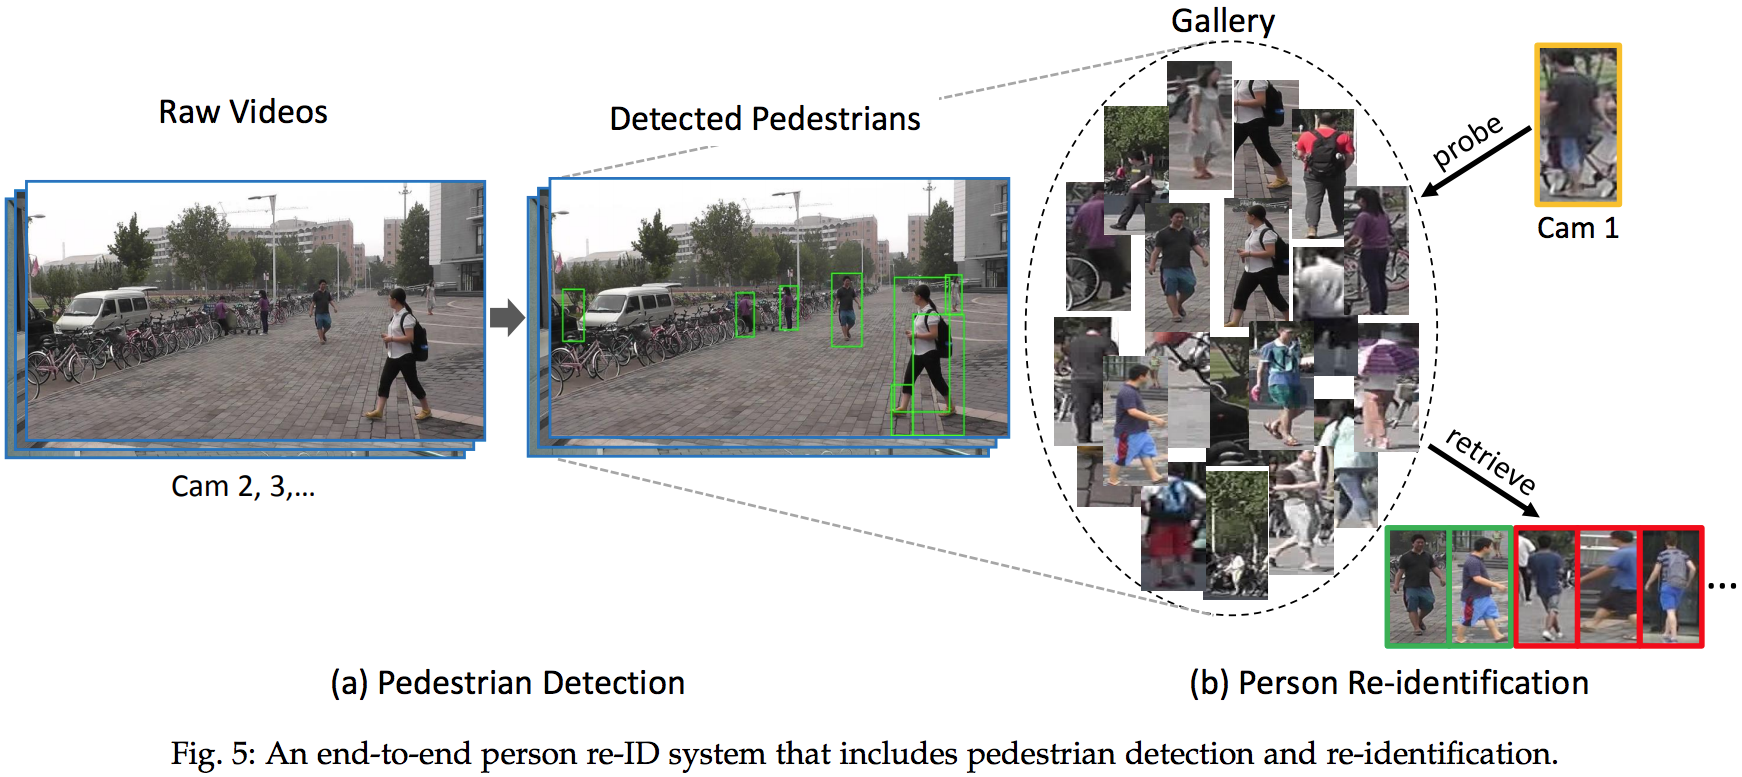 Gallery
Raw Videos
Detected Pedestrians
probe
Cam 1
retrieve
Cam 2, 3,...
...
(a) Pedestrian Detection
(b) Person Re-identification
Fig. 5: An end-to-end person re-ID system that includes pedestrian detection and re-identification.